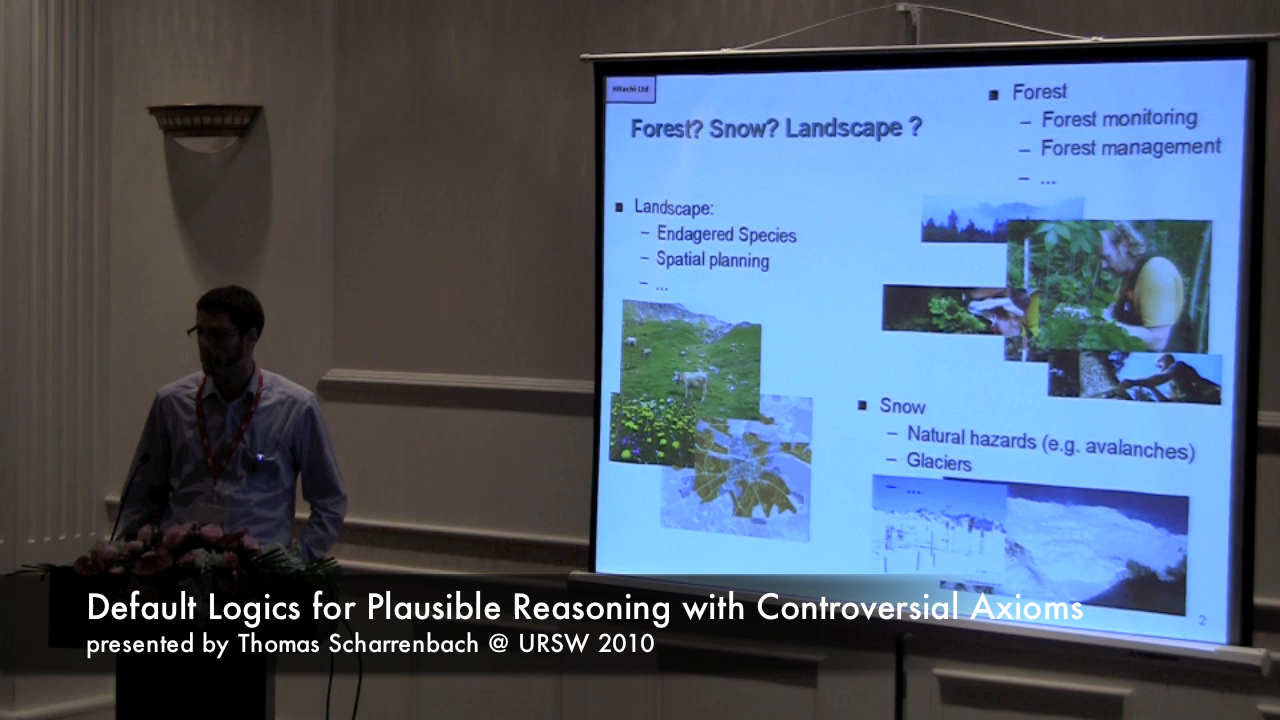 Hitachi Ltd
Forest? Snow? Landscape ?
■ Forest
– Forest monitoring
– Forest management
– ...
■ Landscape:
– Endagered Species
– Spatial planning
– ...
■ Snow
– Natural hazards (e.g. avalanches)
– Glaciers
– ...
2
Default Logics for Plausible Reasoning with Controversial Axioms
presented by Thomas Scharrenbach @ URSW 2010